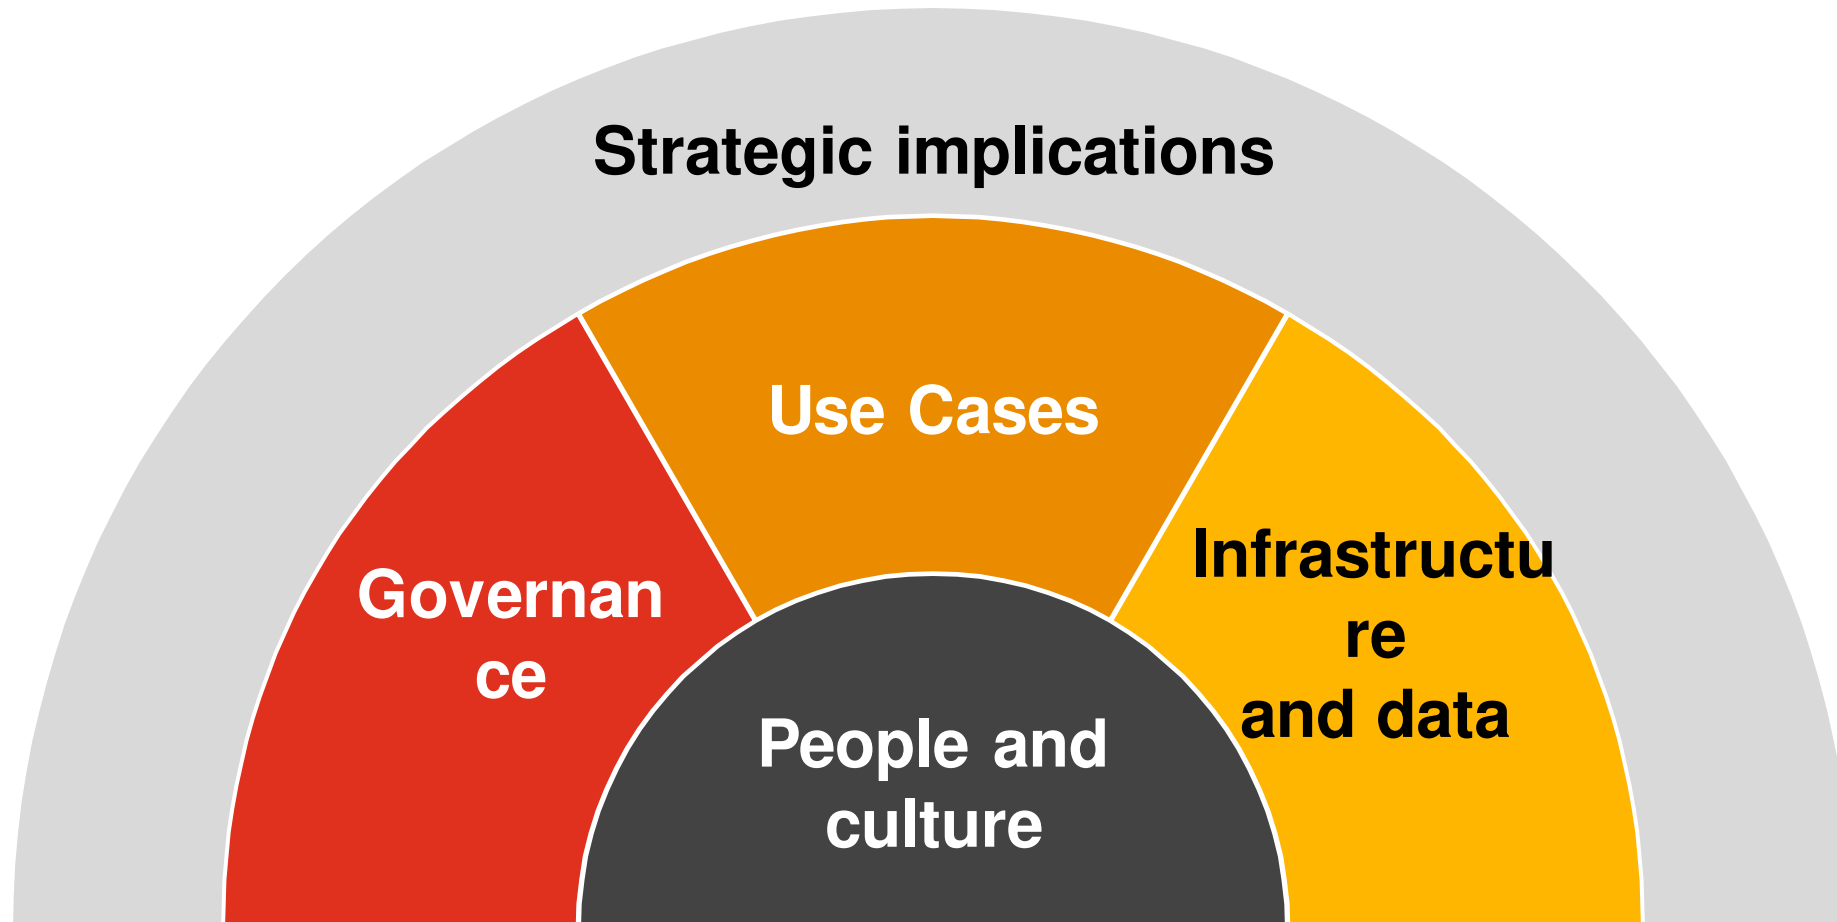 Strategic implications
Use Cases
Governan
ce
Infrastructu
re
and data
People and
culture